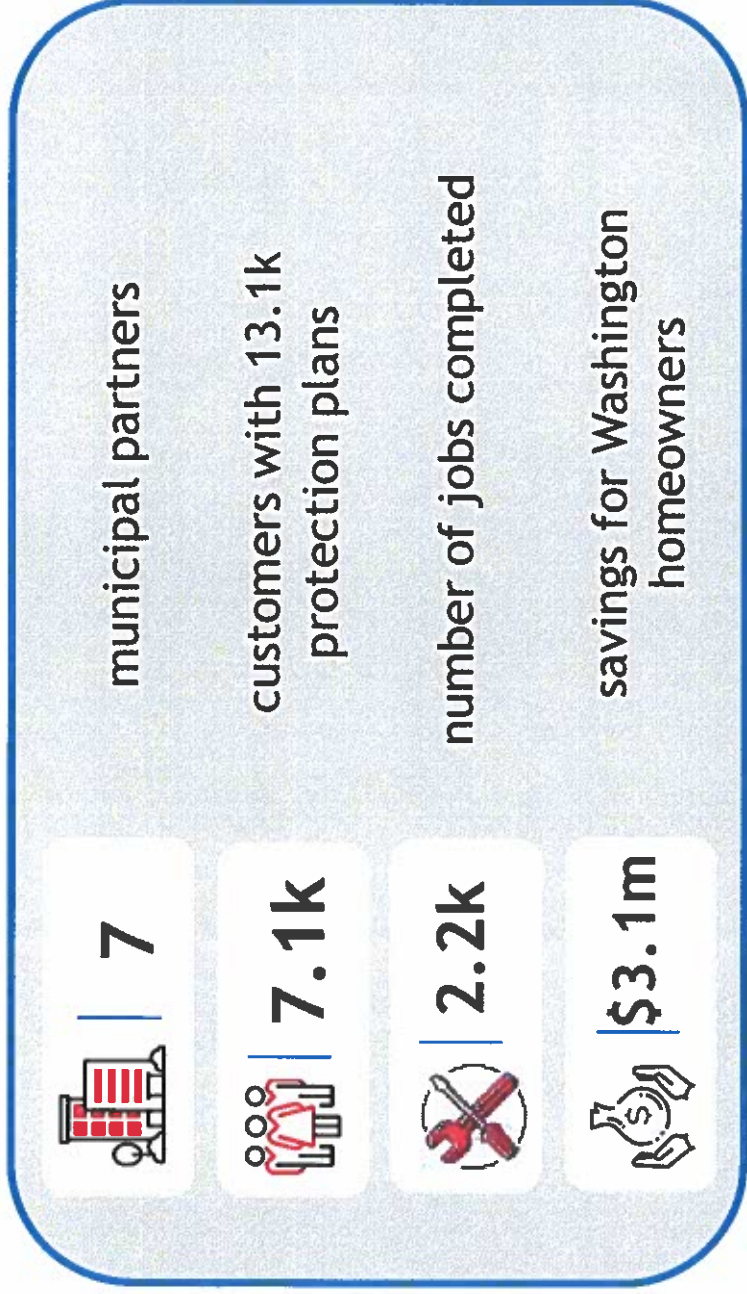 7
municipal partners
7.1k
customers with 13.1k
protection plans
2.2k
number of jobs completed
$3.1m
savings for Washington
homeowners